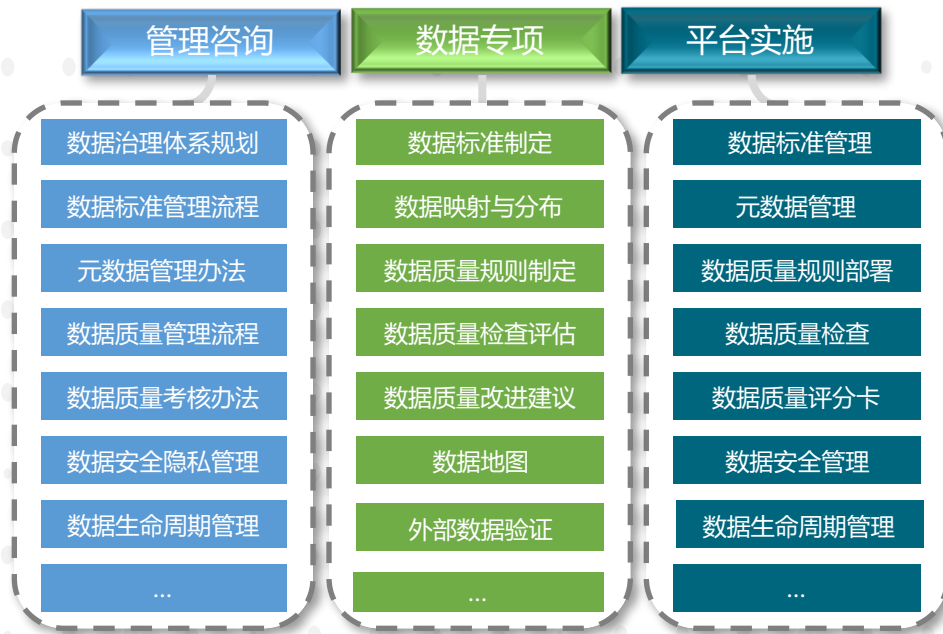 管理咨询
数据专项
平台实施
数据治理体系规划
数据标准管理流程
元数据管理办法
数据质量管理流程
数据质量考核办法
数据安全隐私管理
数据生命周期管理
...
数据标准制定
数据映射与分布
数据质量规则制定
数据质量检查评估
数据质量改进建议
数据地图
外部数据验证
...
数据标准管理
元数据管理
数据质量规则部署
数据质量检查
数据质量评分卡
数据安全管理
数据生命周期管理
...